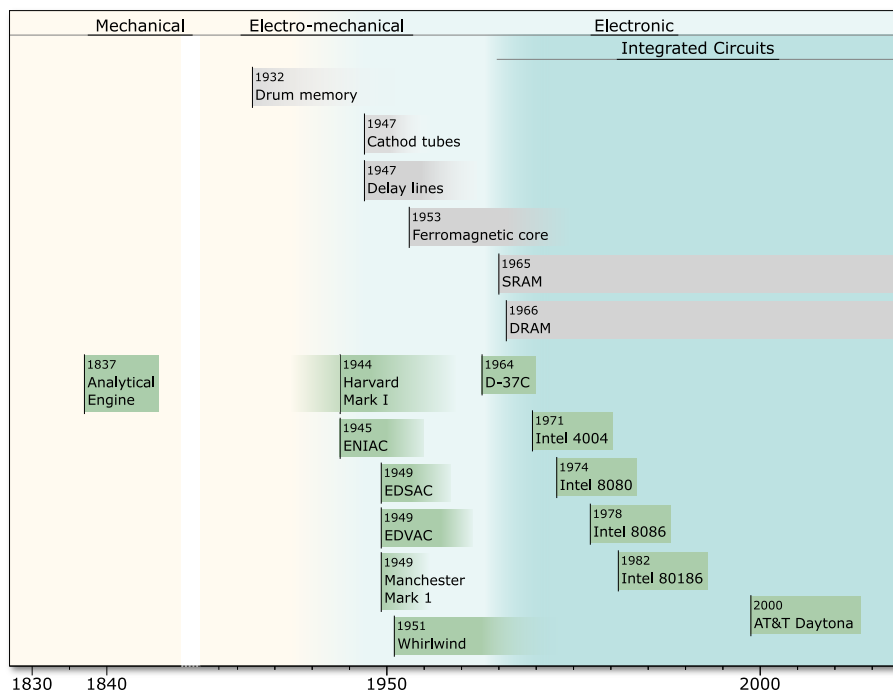 Mechanical
Electro-mechanical
Electronic
Integrated Circuits
1932
Drum memory
1947
Cathod tubes
1947
Delay lines
1953
Ferromagnetic core
1965
SRAM
1966
DRAM
1837
Analytical
Engine
1944
Harvard
Mark I
1964
D-37C
1945
ENIAC
1971
Intel 4004
1949
EDSAC
1974
Intel 8080
1949
EDVAC
1978
Intel 8086
1949
Manchester
Mark 1
1982
Intel 80186
1951
Whirlwind
2000
AT&T Daytona
1830
1840
1950
2000